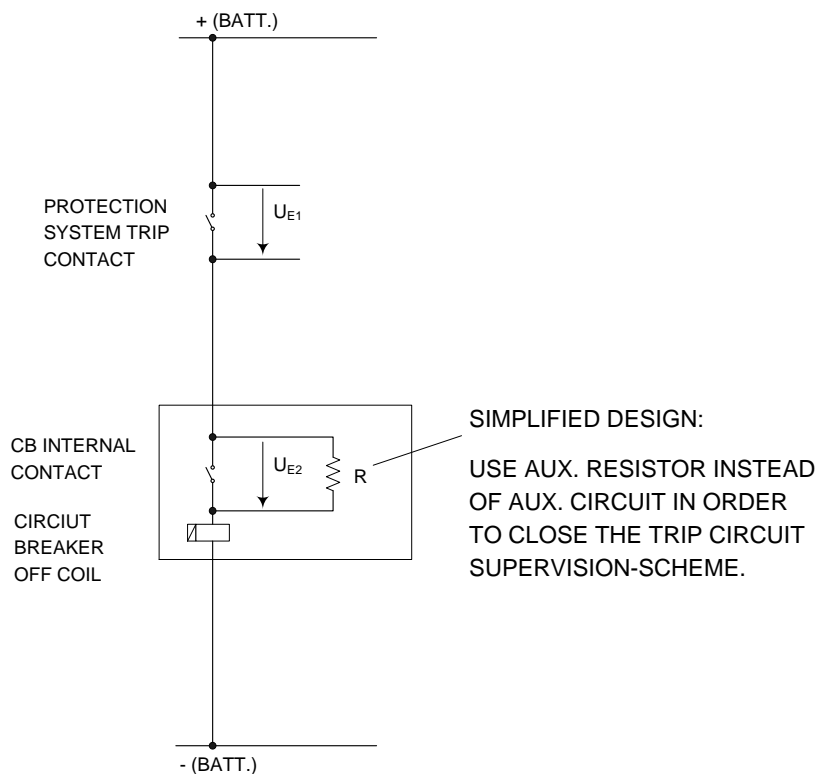 + (BATT.)
PROTECTION
SYSTEM TRIP
CONTACT
UE1
CB INTERNAL
CONTACT
UE2
R
CIRCIUT
BREAKER
OFF COIL
SIMPLIFIED DESIGN:
USE AUX. RESISTOR INSTEAD
OF AUX. CIRCUIT IN ORDER
TO CLOSE THE TRIP CIRCUIT
SUPERVISION-SCHEME.
- (BATT.)